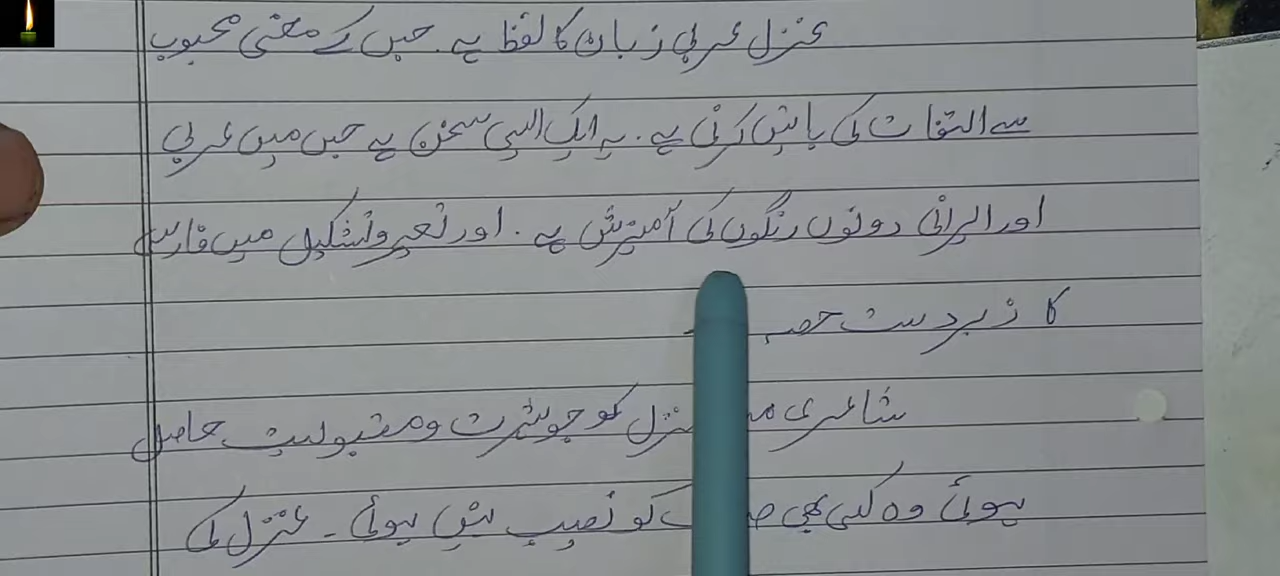 غزل عربی زبان کا لفظ ہے۔ جس کے معنی محبوب
سے التفات کی باتیں کرنی ہے۔ یہ ایک ایسی سخن ہے جس میں عربی
اور ایرانی دونوں رنگوں کی آمیزش ہے۔ اور تعمیر و تشکیل میں فارسی
کا زبردست حصہ
شاعری غزل کو جو شہرت و مقبولیت حاصل
ہوئی وہ کسی بھی کو نصیب نہیں ہوئی۔ غزل کی